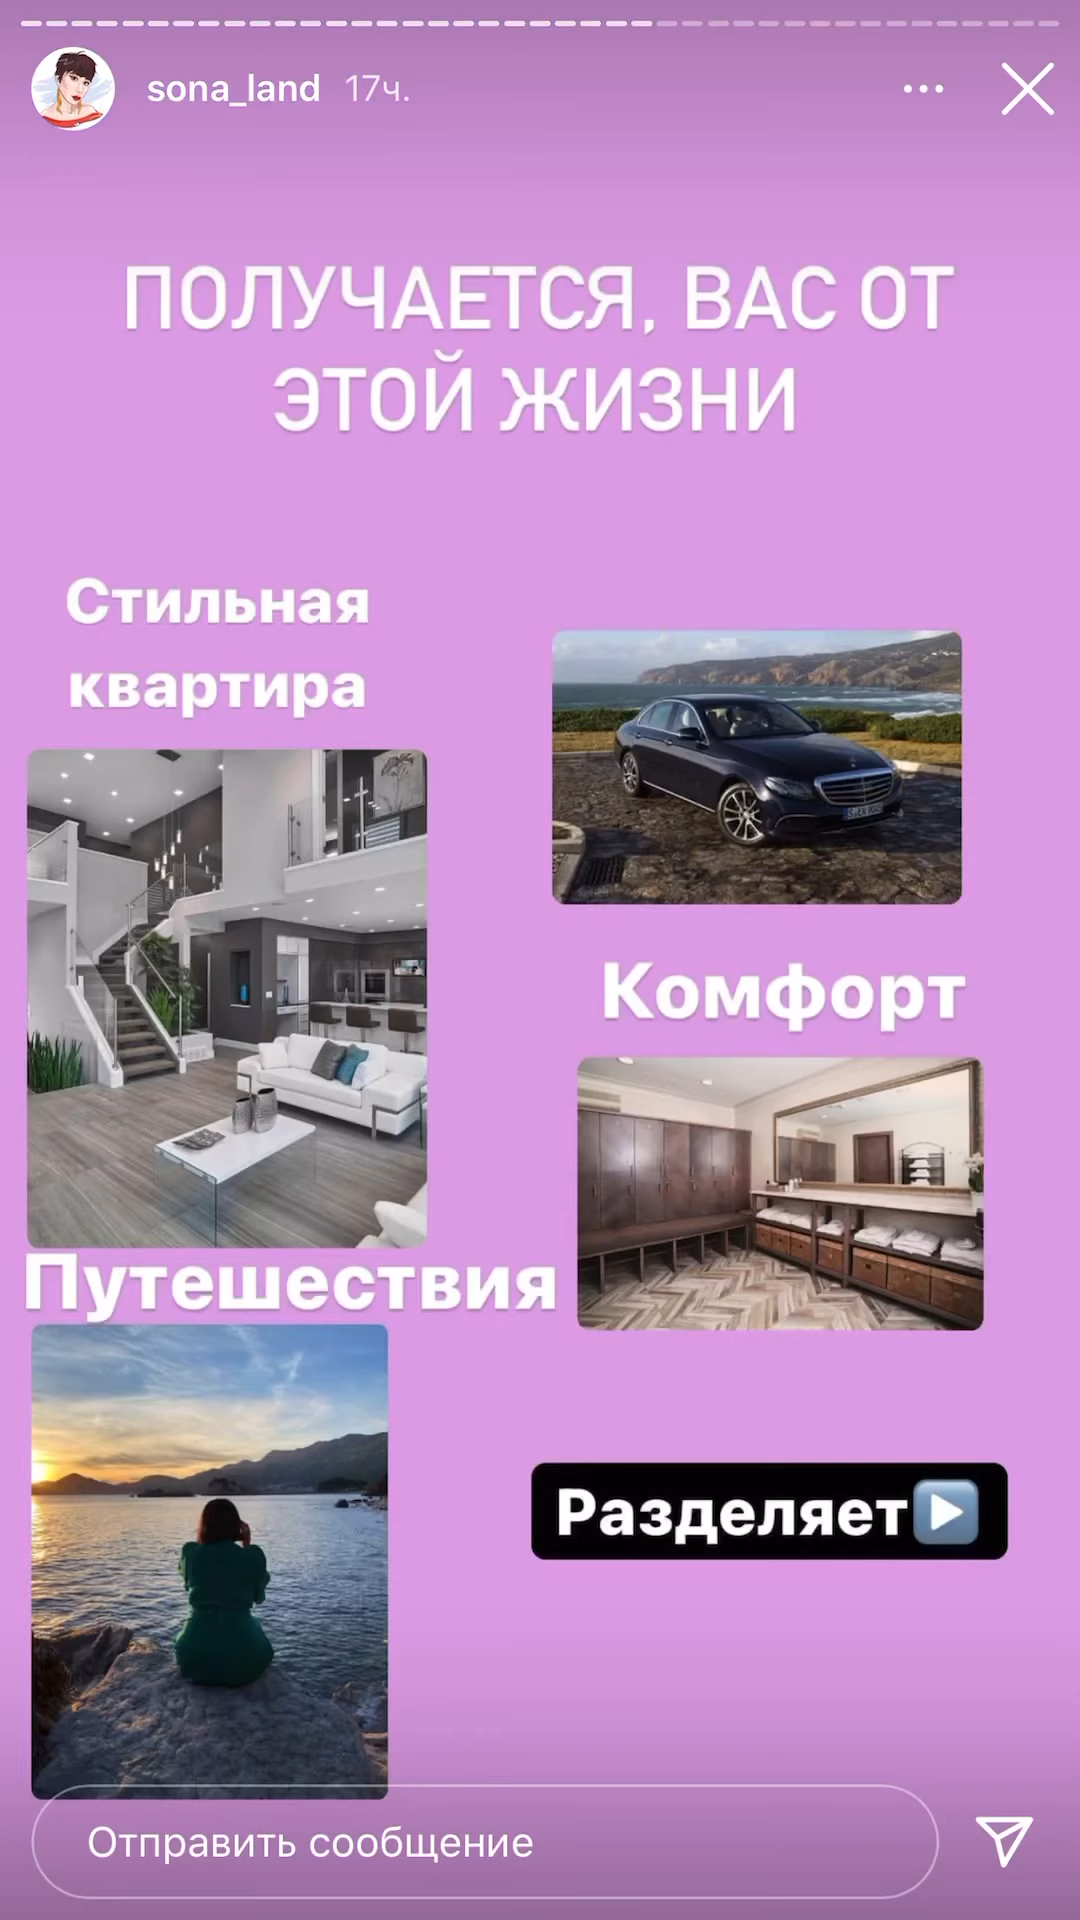 sona_land 17ч.
ПОЛУЧАЕТСЯ, ВАС ОТ
ЭТОЙ ЖИЗНИ
Стильная
квартира
Комфорт
Путешествия
Разделяет
Отправить сообщение